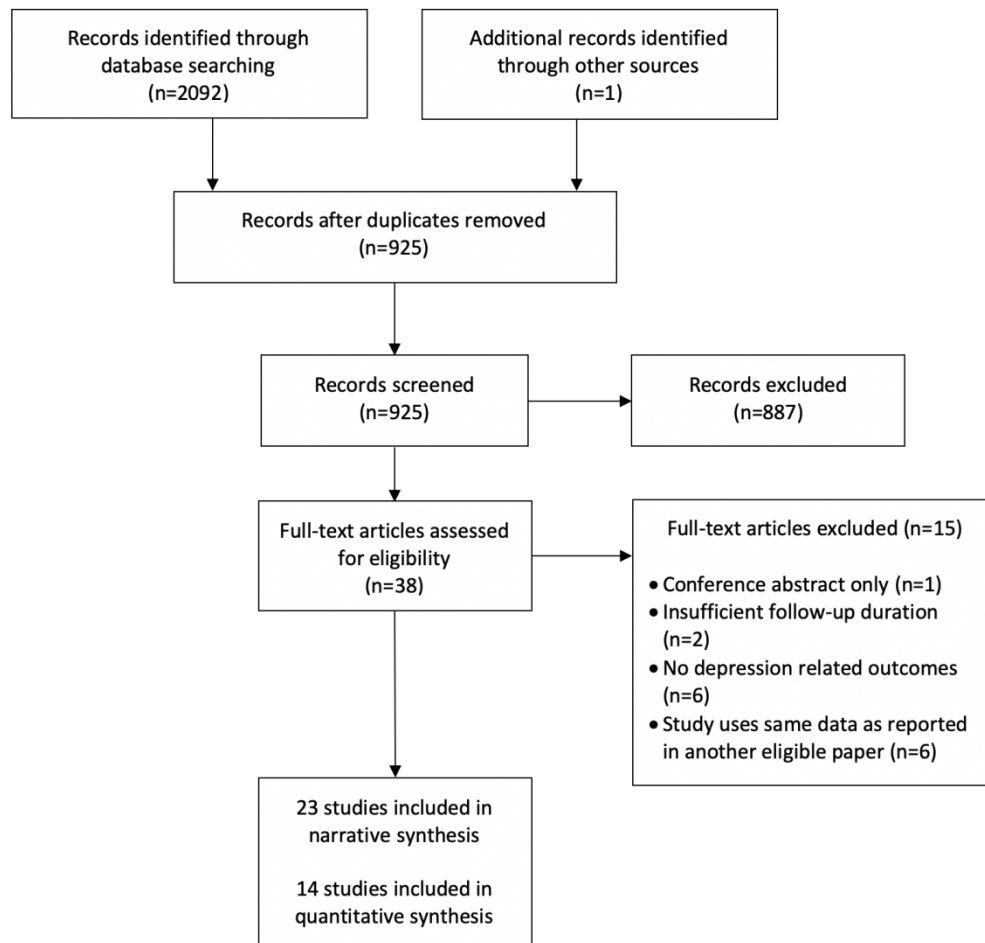 Records identified through
database searching
(n=2092)
Additional records identified
through other sources
(n=1)
Records after duplicates removed
(n=925)
Records screened
(n=925)
Records excluded
(n=887)
Full-text articles assessed
for eligibility
(n=38)
Full-text articles excluded (n=15)
• Conference abstract only (n=1)
• Insufficient follow-up duration
(n=2)
• No depression related outcomes
(n=6)
• Study uses same data as reported
in another eligible paper (n=6)
23 studies included in
narrative synthesis
14 studies included in
quantitative synthesis